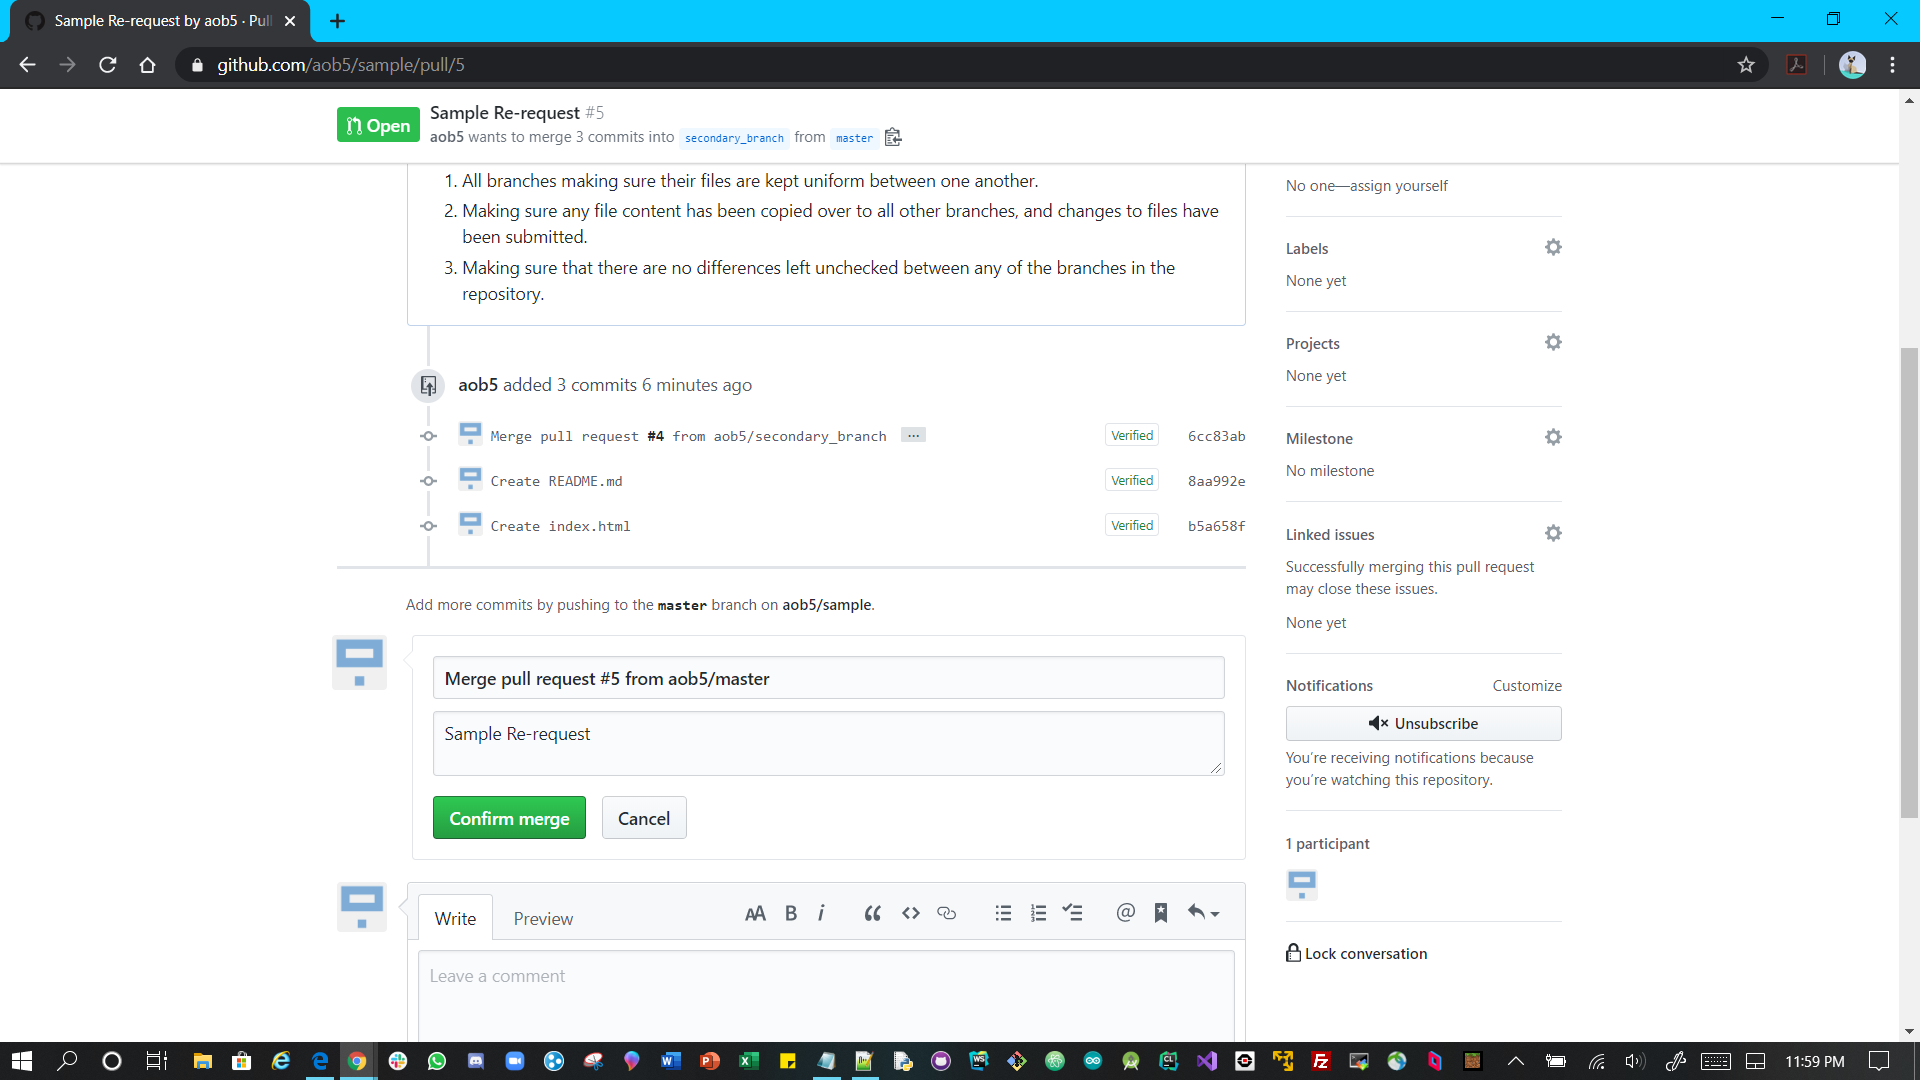 Sample Re-request by aob5 · Pul
github.com/aob5/sample/pull/5
Open
Sample Re-request #5
aob5 wants to merge 3 commits into secondary_branch from master
1. All branches making sure their files are kept uniform between one another.
2. Making sure any file content has been copied over to all other branches, and changes to files have
been submitted.
3. Making sure that there are no differences left unchecked between any of the branches in the
repository.
aob5 added 3 commits 6 minutes ago
Merge pull request #4 from aob5/secondary_branch ...
Verified 6cc83ab
Create README.md
Verified 8aa992e
Create index.html
Verified b5a658f
Add more commits by pushing to the master branch on aob5/sample.
Merge pull request #5 from aob5/master
Sample Re-request
Confirm merge
Cancel
Write
Preview
AA B i
Leave a comment
No one—assign yourself
Labels
None yet
Projects
None yet
Milestone
No milestone
Linked issues
Successfully merging this pull request
may close these issues.
None yet
Notifications
Customize
Unsubscribe
You’re receiving notifications because
you’re watching this repository.
1 participant
Lock conversation
11:59 PM